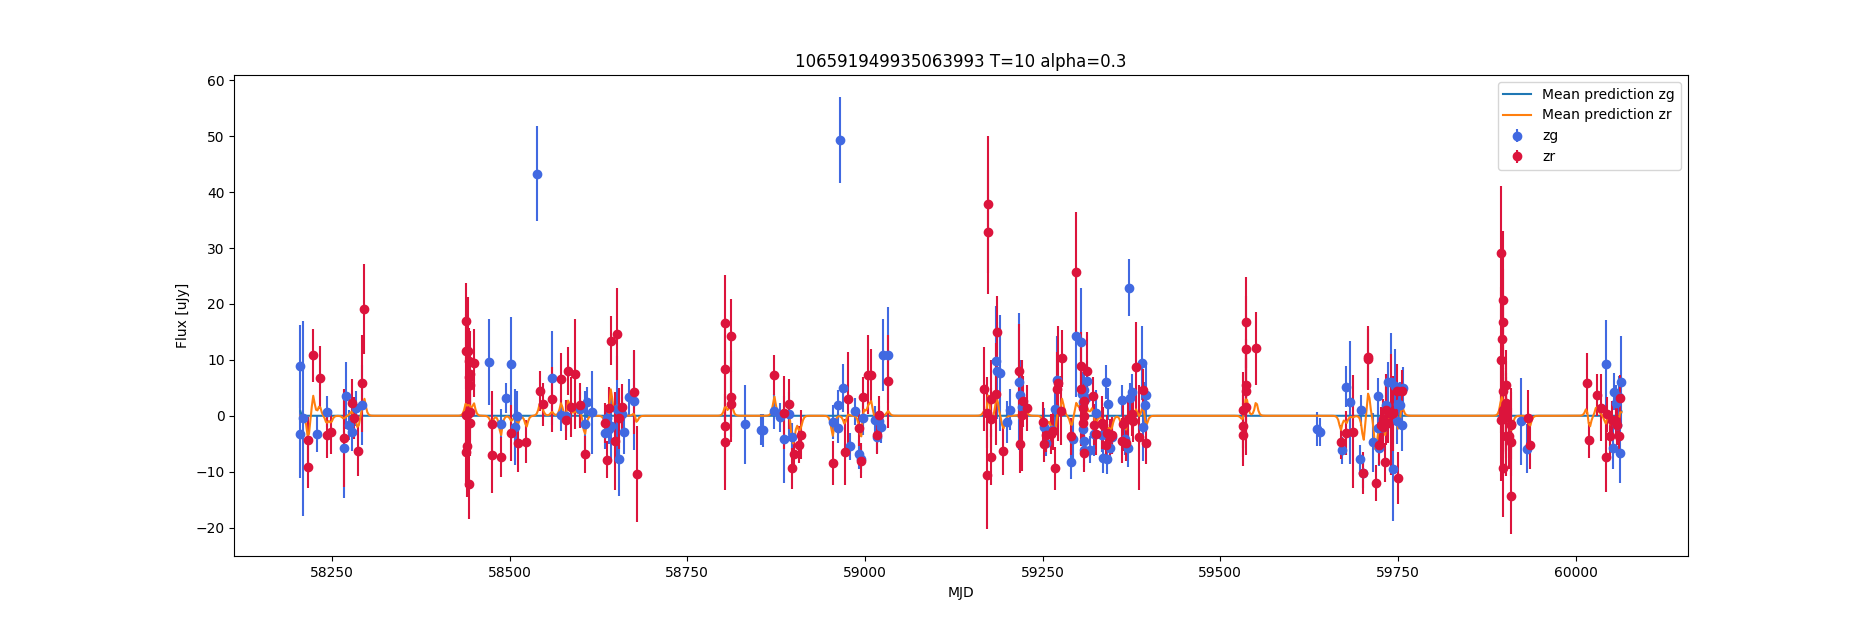 106591949935063993 T=10 alpha=0.3
60
50
40
30
20
10
0
−10
−20
Flux [uJy]
Mean prediction zg
Mean prediction zr
zg
zr
58250
58500
58750
59000
59250
59500
59750
60000
MJD